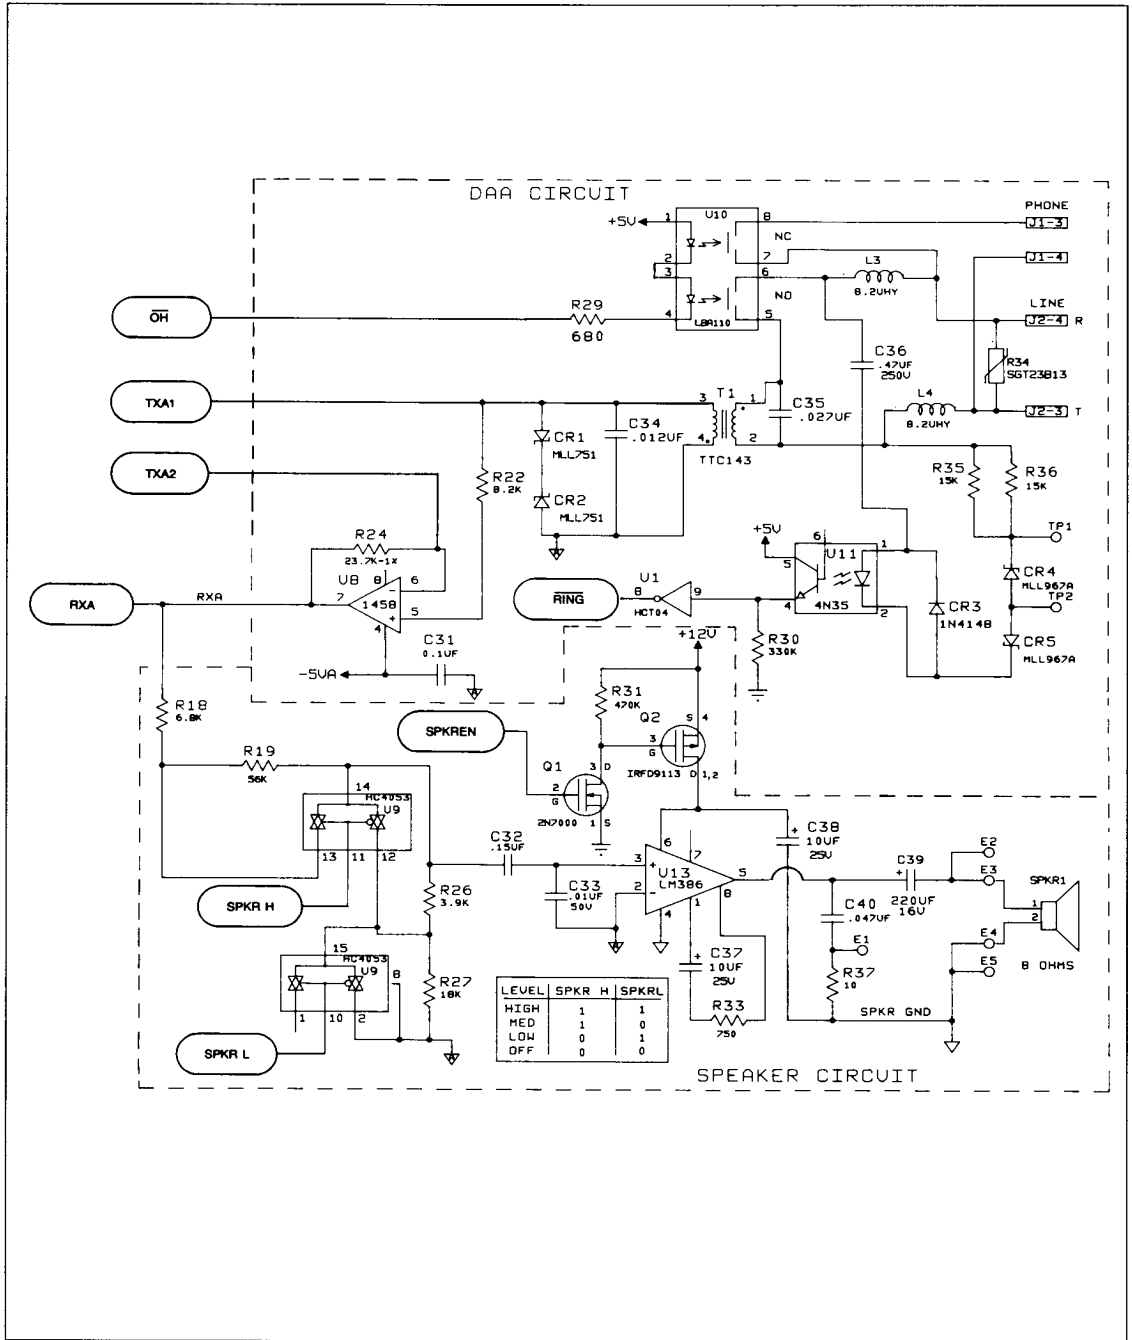 DAA CIRCUIT
PHONE
+5V
1
U10
8
J1-3
NC
2
7
L3
J1-4
3
6
8.2UHY
LINE
NO
OH
R29
680
4
LBA110
5
J2-4 R
C36
.47UF
250V
R34
SGT23B13
TXA1
3
T1
1
C35
.027UF
L4
J2-3 T
8.2UHY
CR1
MLL751
C34
.012UF
4
2
TTC143
R22
8.2K
TXA2
R35
15K
R36
15K
CR2
MLL751
+5V
6
TP1
R24
23.7K-1%
A
5
U11
1
U8
8
6
CR4
MLL967A
RXA
RXA
7
1458
RING
8
U1
9
HCT04
4
4N35
2
CR3
1N4148
TP2
5
4
C31
0.1UF
+12V
R30
330K
CR5
MLL967A
-5VA
A
R31
470K
Q2
S 4
R18
6.8K
SPKREN
3
G
IRFD9113
D 1,2
R19
56K
Q1
3 D
2
G
2N7000
1 S
14
HC4053
U9
13
11
12
C32
.15UF
6
7
C38
10UF
25V
E2
C39
220UF
16V
E3
SPKR1
3
U13
LM386
5
SPKR H
R26
3.9K
C33
.01UF
50V
2
8
1
4
C40
.047UF
1
2
E4
A
15
HC4053
U9
8
C37
10UF
25V
E1
E5
8 OHMS
R27
18K
R37
10
1
10
2
R33
750
SPKR GND
SPKR L
A
LEVEL SPKR H SPKRL
HIGH 1 1
MED 1 0
LOW 0 1
OFF 0 0
SPEAKER CIRCUIT